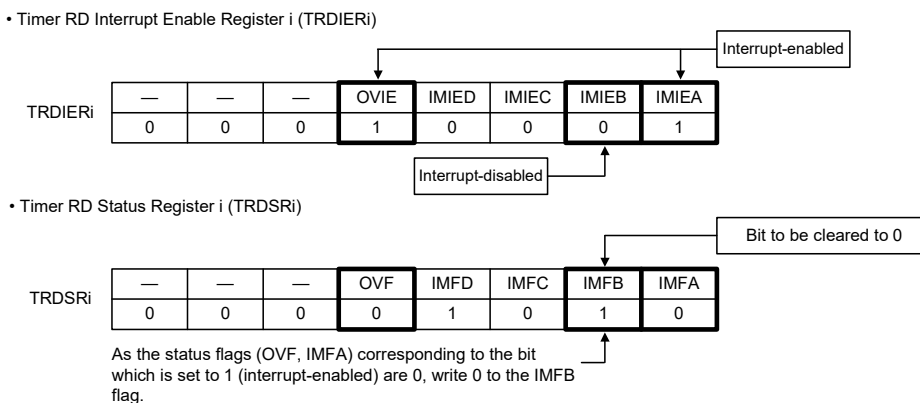 • Timer RD Interrupt Enable Register i (TRDIERi)
Interrupt-enabled
TRDIERi
— — — OVIE IMIED IMIEC IMIEB IMIEA
0 0 0 1 0 0 0 1
Interrupt-disabled
• Timer RD Status Register i (TRDSRi)
Bit to be cleared to 0
TRDSRi
— — — OVF IMFD IMFC IMFB IMFA
0 0 0 0 1 0 1 0
As the status flags (OVF, IMFA) corresponding to the bit
which is set to 1 (interrupt-enabled) are 0, write 0 to the IMFB
flag.